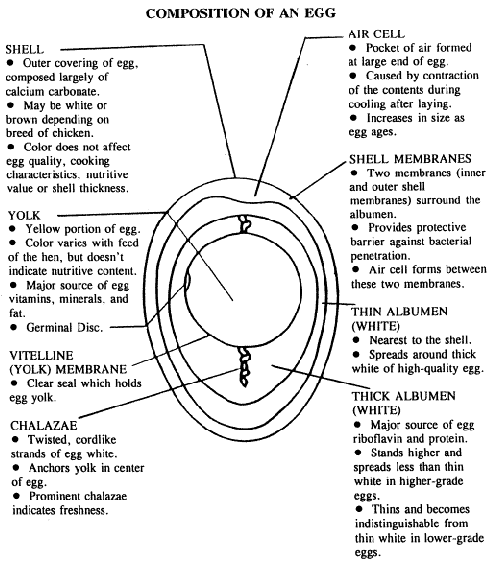 COMPOSITION OF AN EGG
SHELL
● Outer covering of egg,
composed largely of
calcium carbonate.
● May be white or
brown depending on
breed of chicken.
● Color does not affect
egg quality, cooking
characteristics, nutritive
value or shell thickness.
YOLK
● Yellow portion of egg.
● Color varies with feed
of the hen, but doesn't
indicate nutritive content.
● Major source of egg
vitamins, minerals, and
fat.
● Germinal Disc.
VITELLINE
(YOLK) MEMBRANE
● Clear seal which holds
egg yolk.
CHALAZAE
● Twisted, cordlike
strands of egg white.
● Anchors yolk in center
of egg.
● Prominent chalazae
indicates freshness.
AIR CELL
● Pocket of air formed
at large end of egg.
● Caused by contraction
of the contents during
cooling after laying.
● Increases in size as
egg ages.
SHELL MEMBRANES
● Two membranes (inner
and outer shell
membranes) surround the
albumen.
● Provides protective
barrier against bacterial
penetration.
● Air cell forms between
these two membranes.
THIN ALBUMEN
(WHITE)
● Nearest to the shell.
● Spreads around thick
white of high-quality egg.
THICK ALBUMEN
(WHITE)
● Major source of egg
riboflavin and protein.
● Stands higher and
spreads less than thin
white in higher-grade
eggs.
● Thins and becomes
indistinguishable from
thin white in lower-grade
eggs.